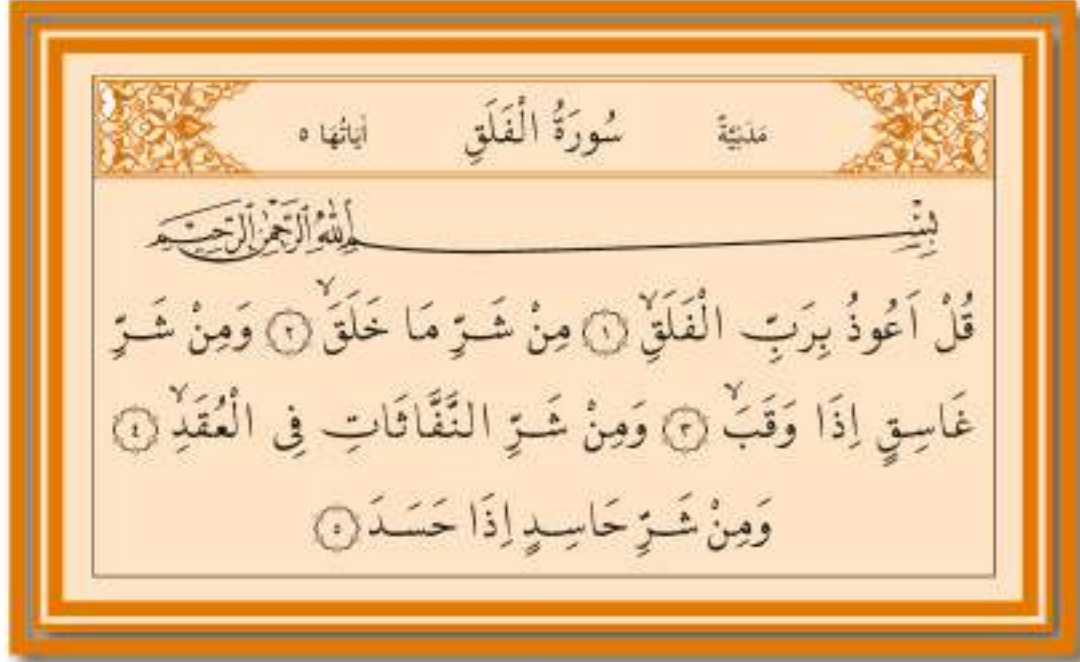 مَدَنِيَّةٌ سُورَةُ الْفَلَقِ اٰيَاتُهَا ٥
بِسْمِ اللّٰهِ الرَّحْمٰنِ الرَّحِيمِ
قُلْ اَعُوذُ بِرَبِّ الْفَلَقِۙ ﴿١﴾ مِنْ شَرِّ مَا خَلَقَۙ ﴿٢﴾ وَمِنْ شَرِّ
غَاسِقٍ اِذَا وَقَبَۙ ﴿٣﴾ وَمِنْ شَرِّ النَّفَّاثَاتِ فِى الْعُقَدِۙ ﴿٤﴾
وَمِنْ شَرِّ حَاسِدٍ اِذَا حَسَدَ ﴿٥﴾